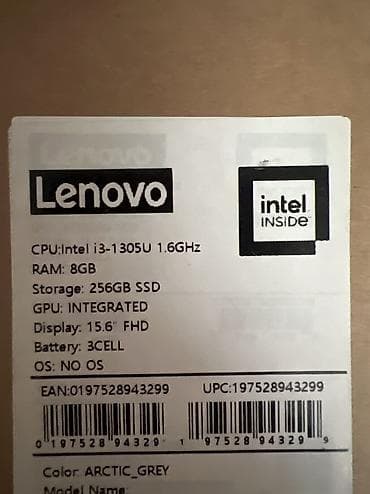 Lenovo
intel
INSIDE
CPU:Intel i3-1305U 1.6GHz
RAM: 8GB
Storage: 256GB SSD
GPU: INTEGRATED
Display: 15.6" FHD
Battery: 3CELL
OS: NO OS
EAN:0197528943299 UPC:197528943299
0 197528 94329 1 97528 94329 9
Color: ARCTIC_GREY
Model Name: